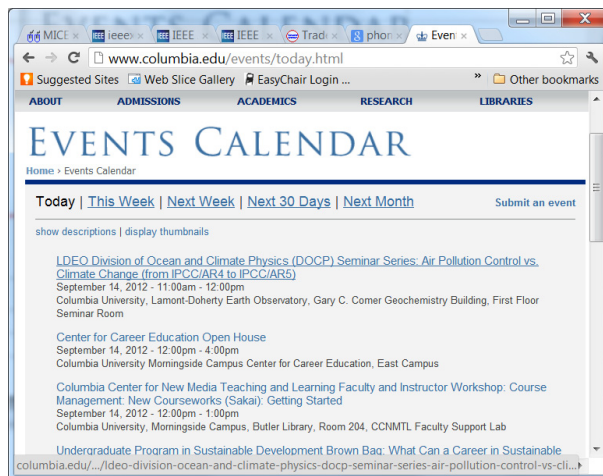 MICE
ieeex
IEEE
IEEE
Trade
phon
Even
www.columbia.edu/events/today.html
Suggested Sites Web Slice Gallery EasyChair Login ... » Other bookmarks
ABOUT ADMISSIONS ACADEMICS RESEARCH LIBRARIES
EVENTS CALENDAR
Home › Events Calendar
Today | This Week | Next Week | Next 30 Days | Next Month Submit an event
show descriptions | display thumbnails
LDEO Division of Ocean and Climate Physics (DOCP) Seminar Series: Air Pollution Control vs.
Climate Change (from IPCC/AR4 to IPCC/AR5)
September 14, 2012 - 11:00am - 12:00pm
Columbia University, Lamont-Doherty Earth Observatory, Gary C. Comer Geochemistry Building, First Floor
Seminar Room
Center for Career Education Open House
September 14, 2012 - 12:00pm - 4:00pm
Columbia University Morningside Campus Center for Career Education, East Campus
Columbia Center for New Media Teaching and Learning Faculty and Instructor Workshop: Course
Management: New Courseworks (Sakai): Getting Started
September 14, 2012 - 12:00pm - 1:00pm
Columbia University, Morningside Campus, Butler Library, Room 204, CCNMTL Faculty Support Lab
Undergraduate Program in Sustainable Development Brown Bag: What Can a Career in Sustainable
columbia.edu/.../ldeo-division-ocean-and-climate-physics-docp-seminar-series-air-pollution-control-vs-cli...